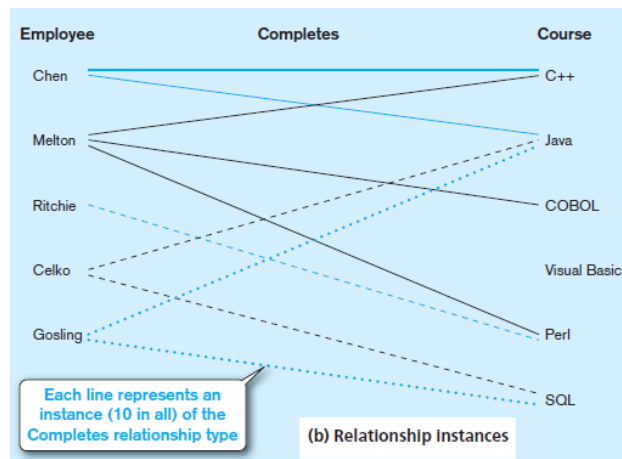 Employee Completes Course
Chen C++
Melton Java
Ritchie COBOL
Celko Visual Basic
Gosling Perl
SQL
Each line represents an
instance (10 in all) of the
Completes relationship type
(b) Relationship instances